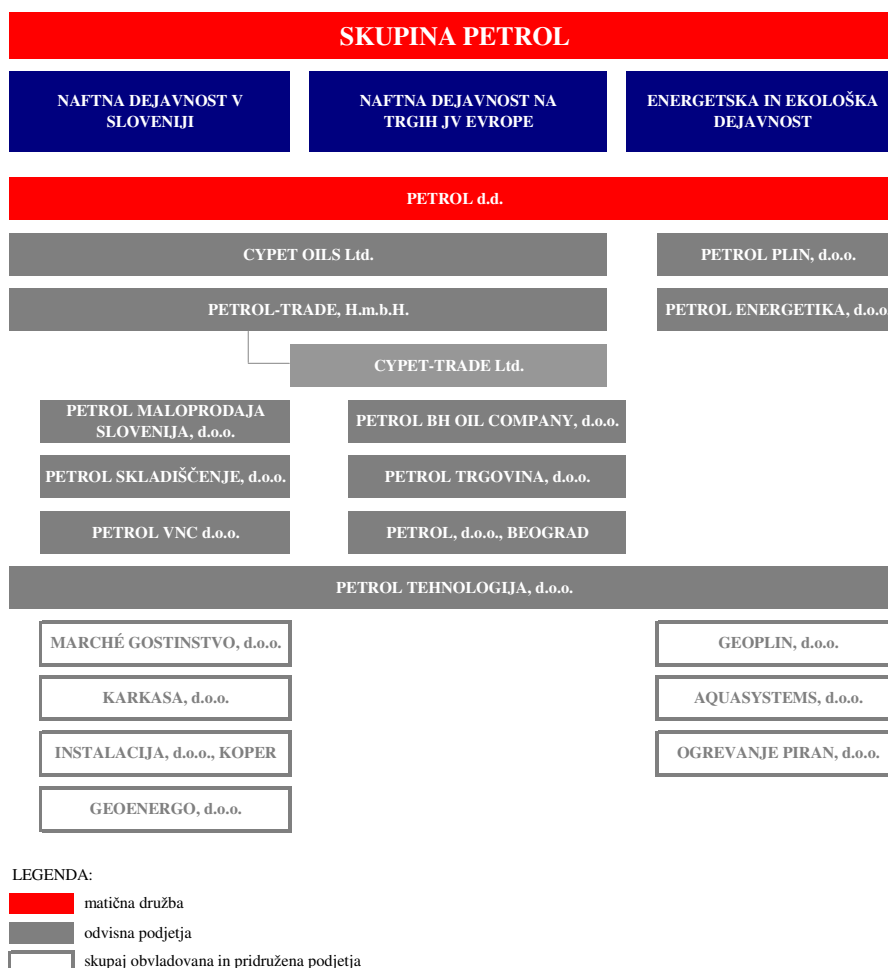 SKUPINA PETROL
NAFTNA DEJAVNOST V
SLOVENIJI
NAFTNA DEJAVNOST NA
TRGIH JV EVROPE
ENERGETSKA IN EKOLOŠKA
DEJAVNOST
PETROL d.d.
CYPET OILS Ltd.
PETROL PLIN, d.o.o.
PETROL-TRADE, H.m.b.H.
PETROL ENERGETIKA, d.o.o.
CYPET-TRADE Ltd.
PETROL MALOPRODAJA
SLOVENIJA, d.o.o.
PETROL BH OIL COMPANY, d.o.o.
PETROL SKLADIŠČENJE, d.o.o.
PETROL TRGOVINA, d.o.o.
PETROL VNC d.o.o.
PETROL, d.o.o., BEOGRAD
PETROL TEHNOLOGIJA, d.o.o.
MARCHÉ GOSTINSTVO, d.o.o.
GEOPLIN, d.o.o.
KARKASA, d.o.o.
AQUASYSTEMS, d.o.o.
INSTALACIJA, d.o.o., KOPER
OGREVANJE PIRAN, d.o.o.
GEOENERGO, d.o.o.
LEGENDA:
matična družba
odvisna podjetja
skupaj obvladovana in pridružena podjetja